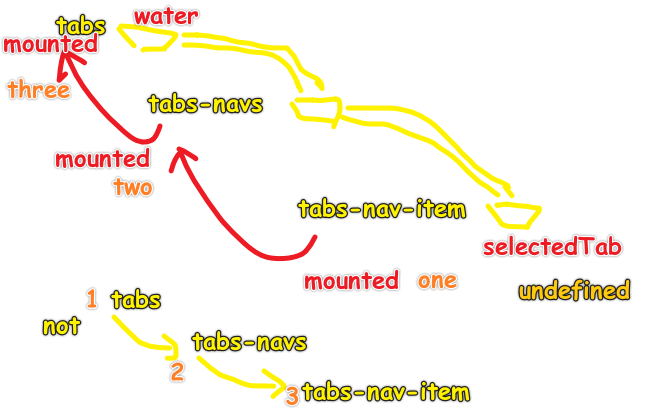 tabs
water
mounted
three
tabs-navs
mounted
two
tabs-nav-item
selectedTab
mounted one
undefined
1 tabs
not
tabs-navs
2
3 tabs-nav-item